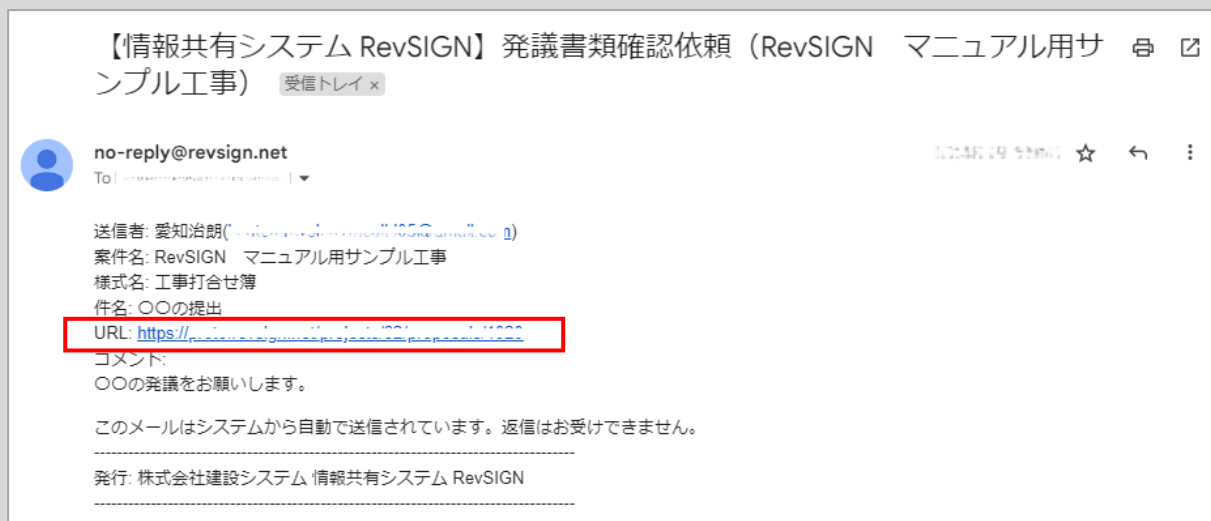 【情報共有システム RevSIGN】発議書類確認依頼（RevSIGN　マニュアル用サ
ンプル工事） 受信トレイ ×
no-reply@revsign.net
To
送信者: 愛知治朗(
案件名: RevSIGN　マニュアル用サンプル工事
様式名: 工事打合せ簿
件名: 〇〇の提出
URL: https://
コメント:
〇〇の発議をお願いします。
このメールはシステムから自動で送信されています。返信はお受けできません。
--------------------------------------------------------------------------------
発行: 株式会社建設システム 情報共有システム RevSIGN
--------------------------------------------------------------------------------